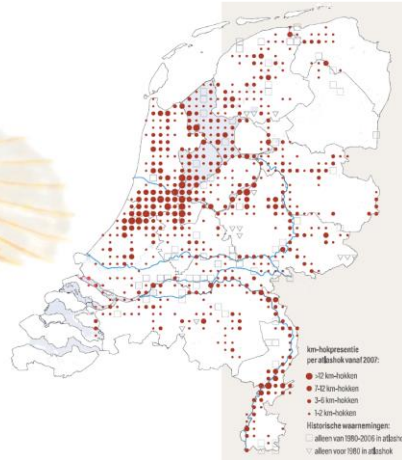 km-hokpresentie
per atlashok vanaf 2007:
>12 km-hokken
7-12 km-hokken
3-6 km-hokken
1-2 km-hokken
Historische waarnemingen:
alleen van 1980-2006 in atlasho
alleen voor 1980 in atlashok